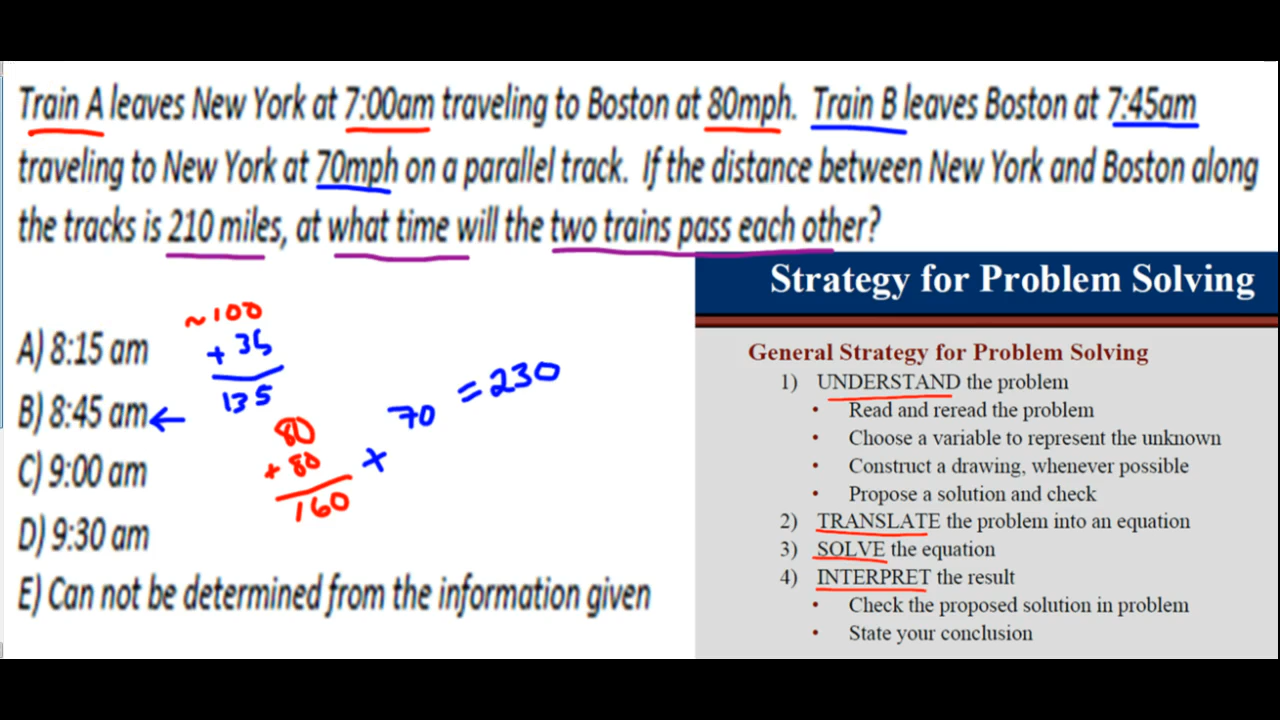 Train A leaves New York at 7:00am traveling to Boston at 80mph. Train B leaves Boston at 7:45am
traveling to New York at 70mph on a parallel track. If the distance between New York and Boston along
the tracks is 210 miles, at what time will the two trains pass each other?
Strategy for Problem Solving
A) 8:15 am
B) 8:45 am
C) 9:00 am
D) 9:30 am
E) Can not be determined from the information given
~100
+ 35
135
80
+ 80
160
+ 70
= 230
General Strategy for Problem Solving
1) UNDERSTAND the problem
• Read and reread the problem
• Choose a variable to represent the unknown
• Construct a drawing, whenever possible
• Propose a solution and check
2) TRANSLATE the problem into an equation
3) SOLVE the equation
4) INTERPRET the result
• Check the proposed solution in problem
• State your conclusion